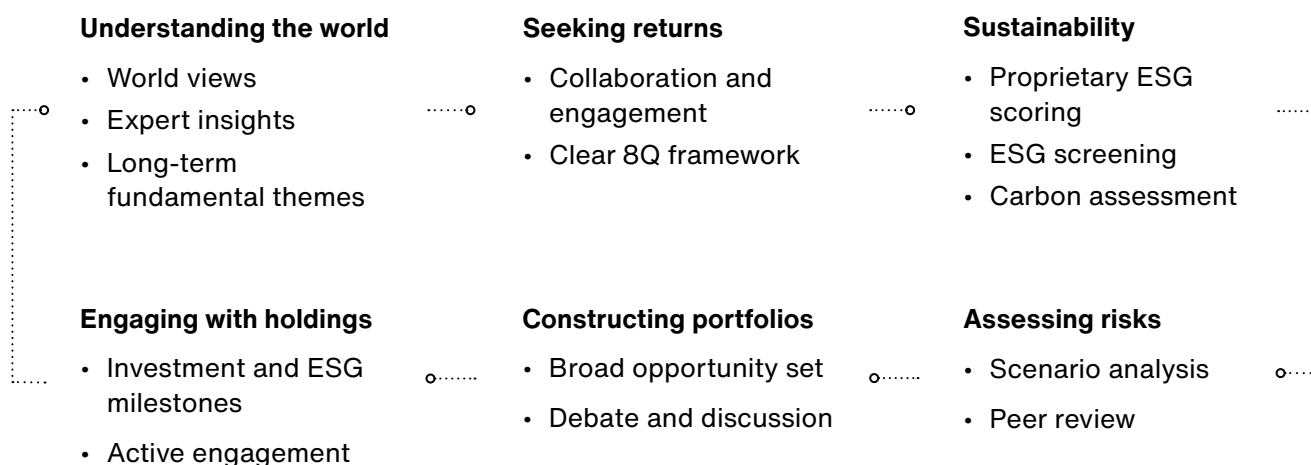 Understanding the world
• World views
• Expert insights
• Long-term
fundamental themes
Seeking returns
• Collaboration and
engagement
• Clear 8Q framework
Sustainability
• Proprietary ESG
scoring
• ESG screening
• Carbon assessment
Engaging with holdings
• Investment and ESG
milestones
• Active engagement
Constructing portfolios
• Broad opportunity set
• Debate and discussion
Assessing risks
• Scenario analysis
• Peer review